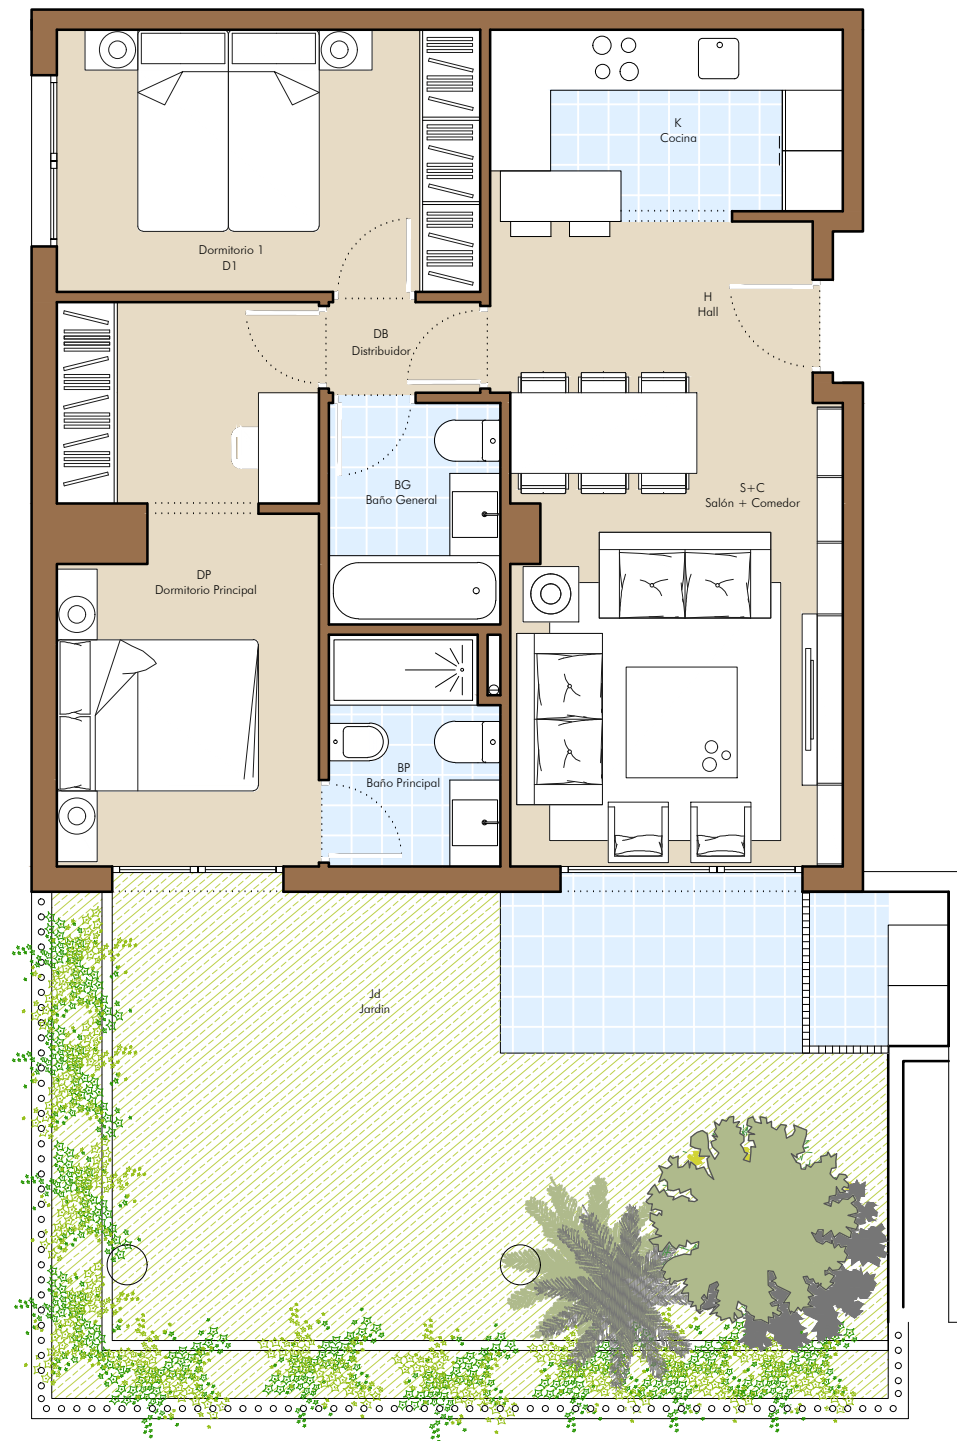 K
Cocina
Dormitorio 1
D1
H
Hall
DB
Distribuidor
BG
Baño General
S+C
Salón + Comedor
DP
Dormitorio Principal
BP
Baño Principal
Jd
Jardín